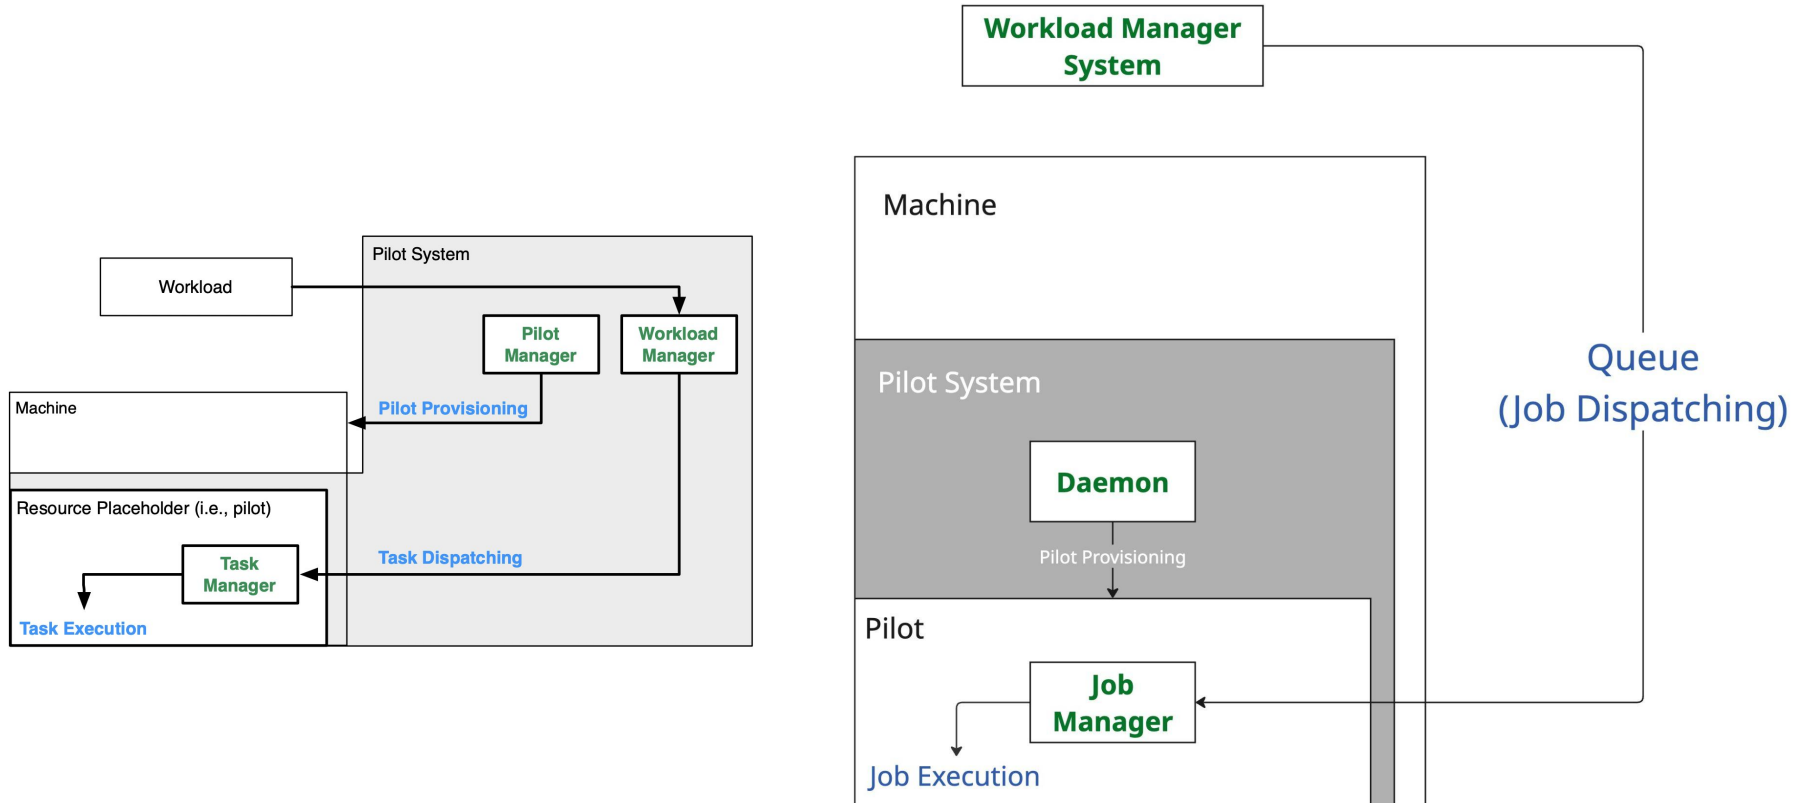 Pilot System
Workload
Pilot
Manager
Workload
Manager
Pilot Provisioning
Machine
Resource Placeholder (i.e., pilot)
Task Dispatching
Task
Manager
Task Execution
Workload Manager
System
Machine
Queue
(Job Dispatching)
Pilot System
Daemon
Pilot Provisioning
Pilot
Job
Manager
Job Execution